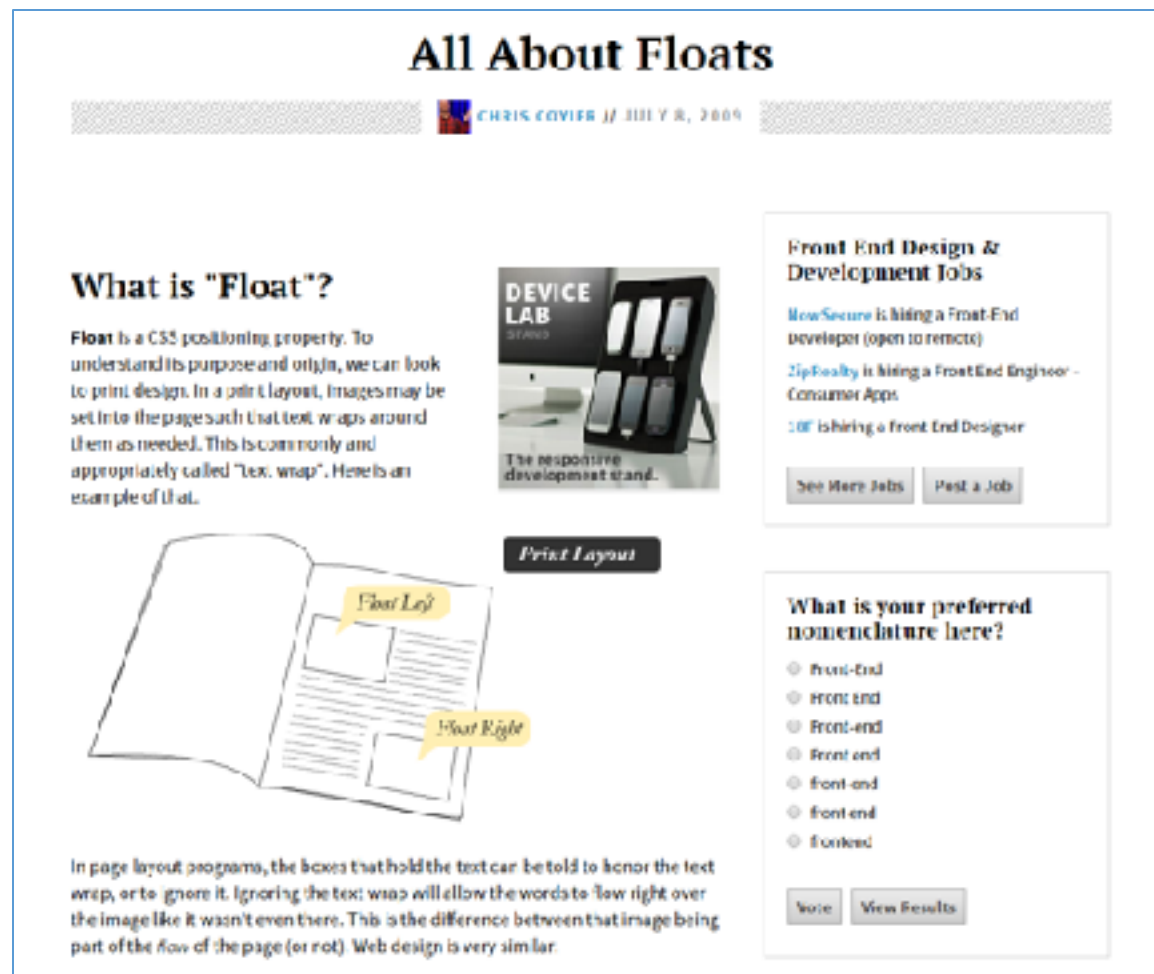 All About Floats
CHRIS COYIER // JULY 8, 2009
What is "Float"?
Float is a CSS positioning property. To
understand its purpose and origin, we can look
to print design. In a print layout, images may be
set into the page such that text wraps around
them as needed. This is commonly and
appropriately called "text wrap". Here is an
example of that.
DEVICE
LAB
STAND
The responsive
development stand.
Print Layout
Float Left
Float Right
In page layout programs, the boxes that hold the text can be told to honor the text
wrap, or to ignore it. Ignoring the text wrap will allow the words to flow right over
the image like it wasn't even there. This is the difference between that image being
part of the flow of the page (or not). Web design is very similar.
Front End Design &
Development Jobs
NowSecure is hiring a Front-End
Developer (open to remote)
ZipRealty is hiring a Front End Engineer -
Consumer Apps
18F is hiring a Front End Designer
See More Jobs
Post a Job
What is your preferred
nomenclature here?
Front-End
Front End
Front-end
Front end
front-end
front end
frontend
Vote
View Results